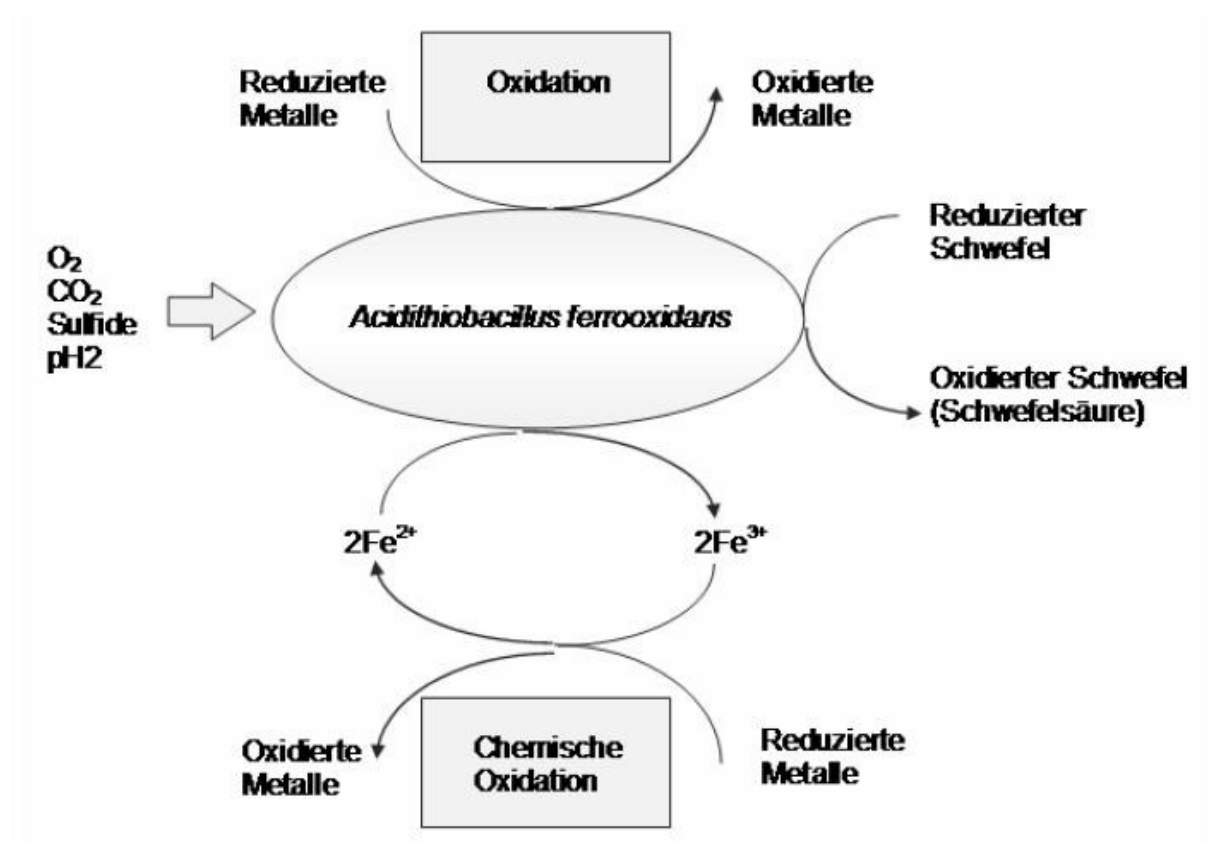 Reduzierte
Metalle
Oxidation
Oxidierte
Metalle
Reduzierter
Schwefel
O₂
CO₂
Sulfide
pH2
Acidithiobacillus ferrooxidans
Oxidierter Schwefel
(Schwefelsäure)
2Fe²⁺
2Fe³⁺
Oxidierte
Metalle
Chemische
Oxidation
Reduzierte
Metalle